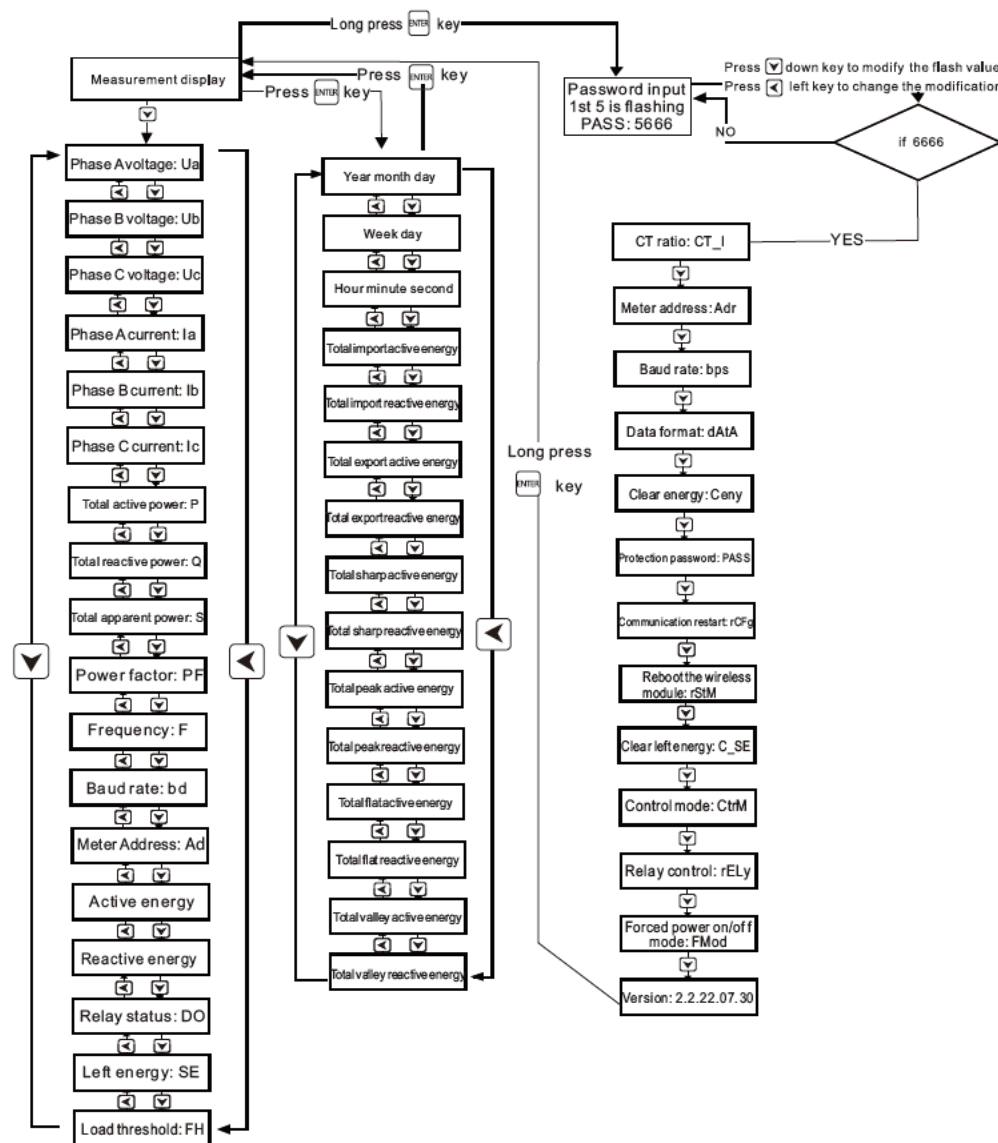 Long press ENTER key
Measurement display
Press ENTER key
Press ENTER key
Password input
1st 5 is flashing
PASS: 5666
Press down key to modify the flash value
Press left key to change the modification
NO
if 6666
YES
Phase Avoltage: Ua
Phase B voltage: Ub
Phase C voltage: Uc
Phase A current: Ia
Phase B current: Ib
Phase C current: Ic
Total active power: P
Total reactive power: Q
Total apparent power: S
Power factor: PF
Frequency: F
Baud rate: bd
Meter Address: Ad
Active energy
Reactive energy
Relay status: DO
Left energy: SE
Load threshold: FH
Year month day
Week day
Hour minute second
Total import active energy
Total import reactive energy
Total export active energy
Total export reactive energy
Total sharp active energy
Total sharp reactive energy
Total peak active energy
Total peak reactive energy
Total flat active energy
Total flat reactive energy
Total valley active energy
Total valley reactive energy
Long press
ENTER key
CT ratio: CT_I
Meter address: Adr
Baud rate: bps
Data format: dAtA
Clear energy: Ceny
Protection password: PASS
Communication restart: rCFg
Reboot the wireless
module: rStM
Clear left energy: C_SE
Control mode: CtrM
Relay control: rELy
Forced power on/off
mode: FMod
Version: 2.2.22.07.30